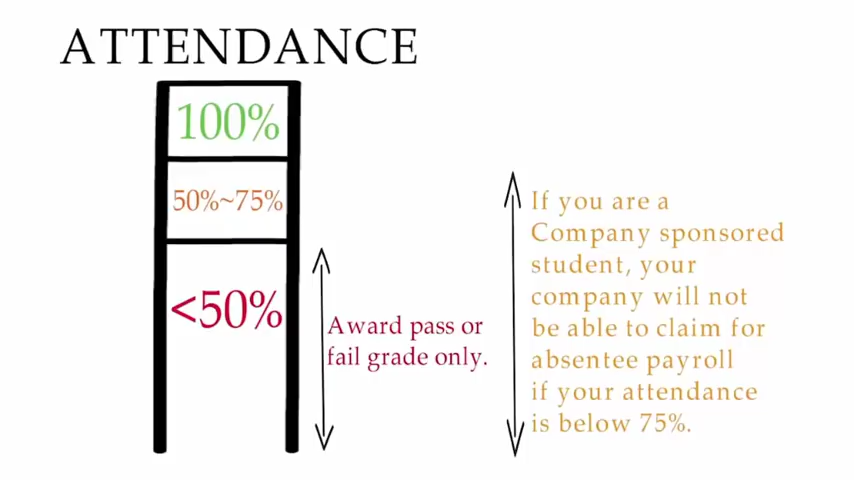 ATTENDANCE
100%
50%~75%
<50%
Award pass or
fail grade only.
If you are a
Company sponsored
student, your
company will not
be able to claim for
absentee payroll
if your attendance
is below 75%.